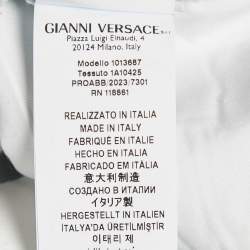 GIANNI VERSACE S.r.l.
Piazza Luigi Einaudi, 4
20124 Milano, Italy
Modello 1013687
Tessuto 1A10425
PROABB/2023/7301
RN 118861
REALIZZATO IN ITALIA
MADE IN ITALY
FABRIQUÉ EN ITALIE
HECHO EN ITALIA
FABRICADO EM ITÁLIA
意大利制造
СОЗДАНО В ИТАЛИИ
イタリア製
HERGESTELLT IN ITALIEN
İTALYA'DA ÜRETİLMİŞTİR
이태리 제